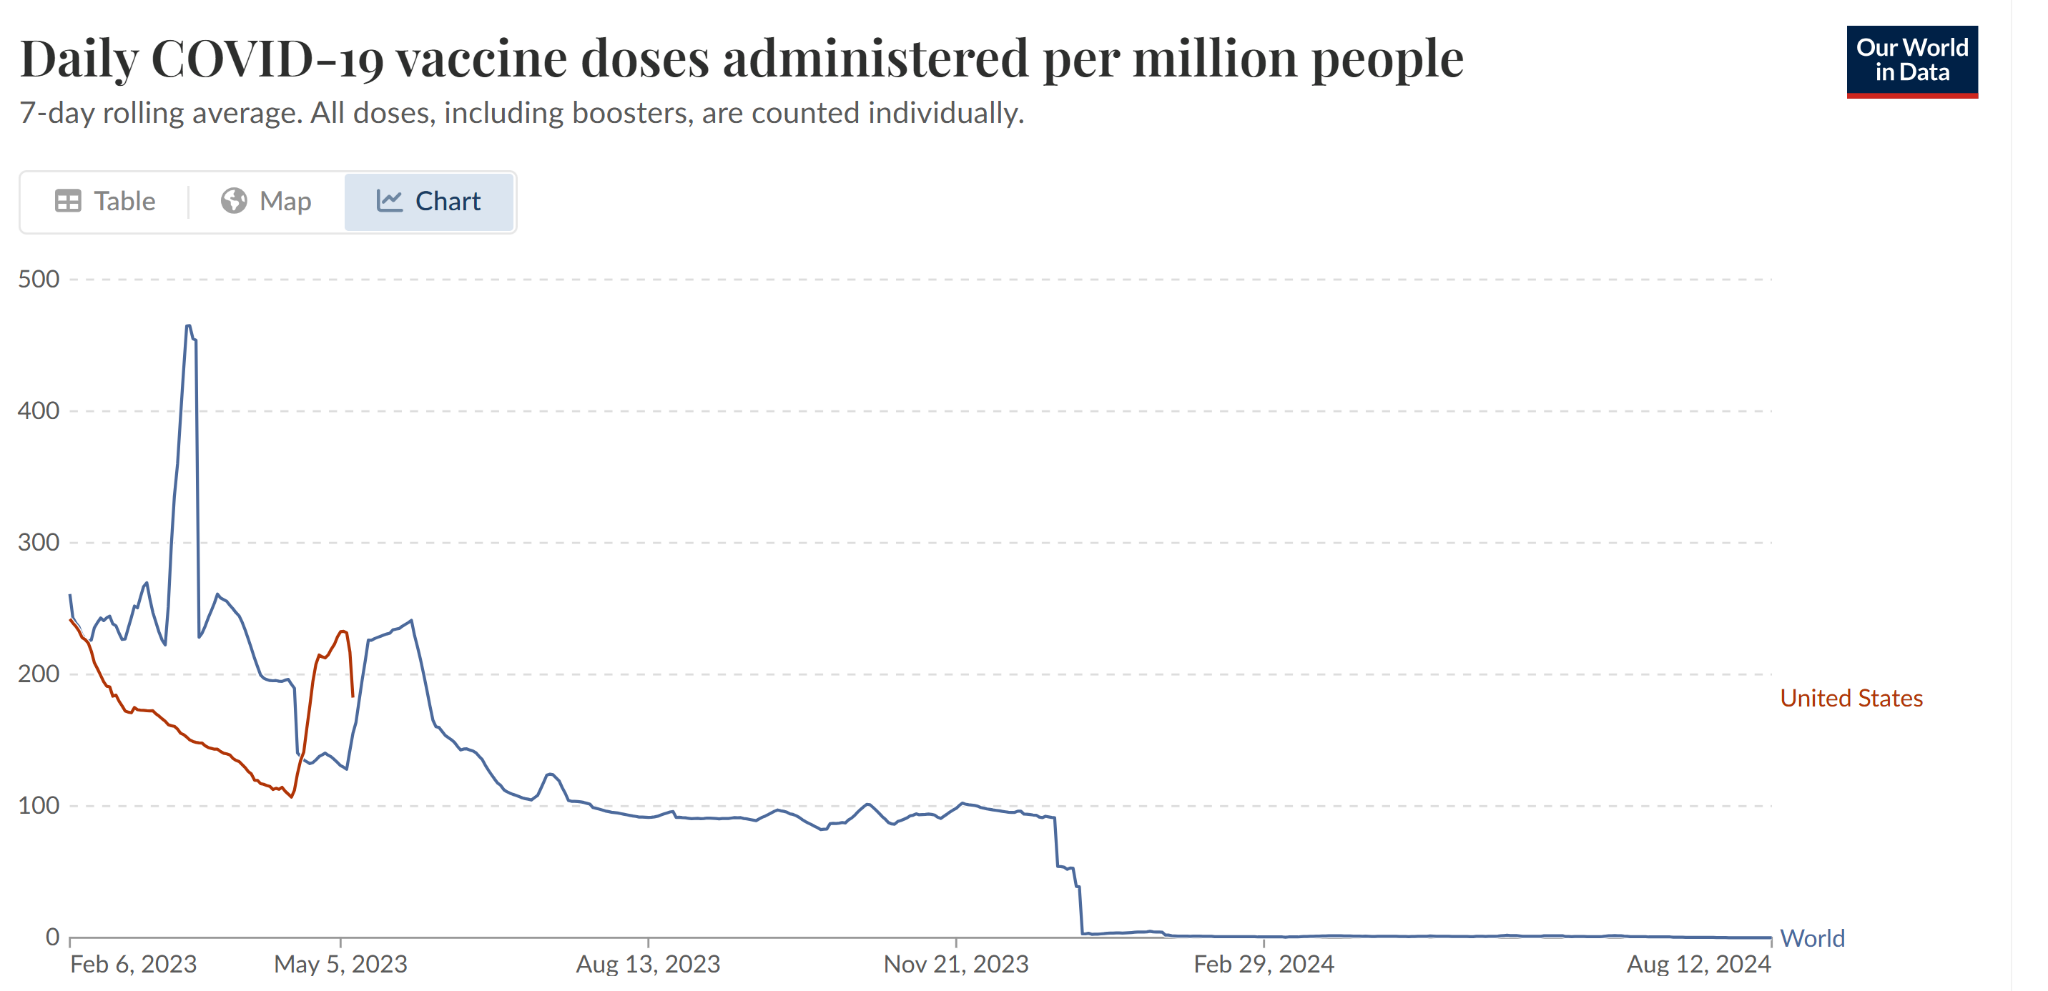 Daily COVID-19 vaccine doses administered per million people
7-day rolling average. All doses, including boosters, are counted individually.
Our World
in Data
Table
Map
Chart
500
400
300
200
100
0
United States
World
Feb 6, 2023
May 5, 2023
Aug 13, 2023
Nov 21, 2023
Feb 29, 2024
Aug 12, 2024